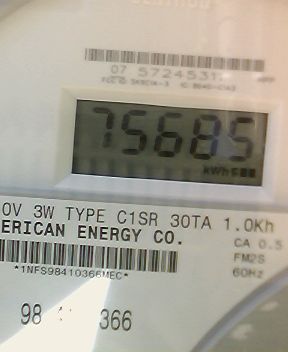 07 5724531
75685
kWh
0V 3W TYPE C1SR 30TA 1.0Kh
ERICAN ENERGY CO.
CA 0.5
FM2S
60Hz
*1NFS98410366MEC*
98 366